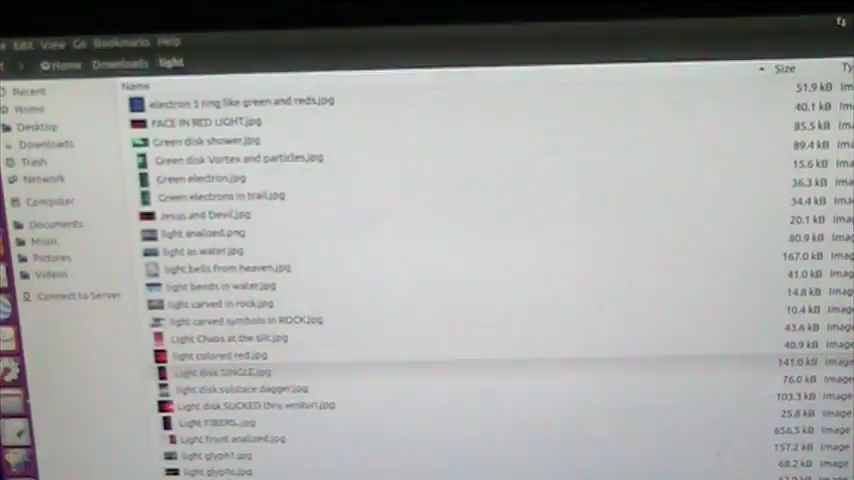 Edit View Go Bookmarks Help
Home Downloads light
Name Size
Recent
Home
Desktop
Downloads
Trash
Network
Computer
Documents
Music
Pictures
Videos
Connect to Server
electron 5 ring like green and reds.jpg 51.9 kB
FACE IN RED LIGHT.jpg 40.1 kB
Green disk shower.jpg 85.5 kB
Green disk Vortex and particles.jpg 89.4 kB
Green electron.jpg 15.6 kB
Green electrons in trail.jpg 36.3 kB
Jesus and Devil.jpg 34.4 kB
light analized.png 20.1 kB
light as water.jpg 80.9 kB
light bells from heaven.jpg 167.0 kB
light bends in water.jpg 41.0 kB
light carved in rock.jpg 14.8 kB
light carved symbols in ROCK.jpg 10.4 kB
Light Chaos at the slit.jpg 43.6 kB
light colored red.jpg 40.9 kB
Light disk SINGLE.jpg 141.0 kB
light disk solstace dagger.jpg 76.0 kB
Light disk SUCKED thru venturi.jpg 103.3 kB
Light FIBERS.jpg 25.8 kB
Light front analized.jpg 656.5 kB
light glyph1.jpg 157.2 kB
light glyphs.jpg 68.2 kB